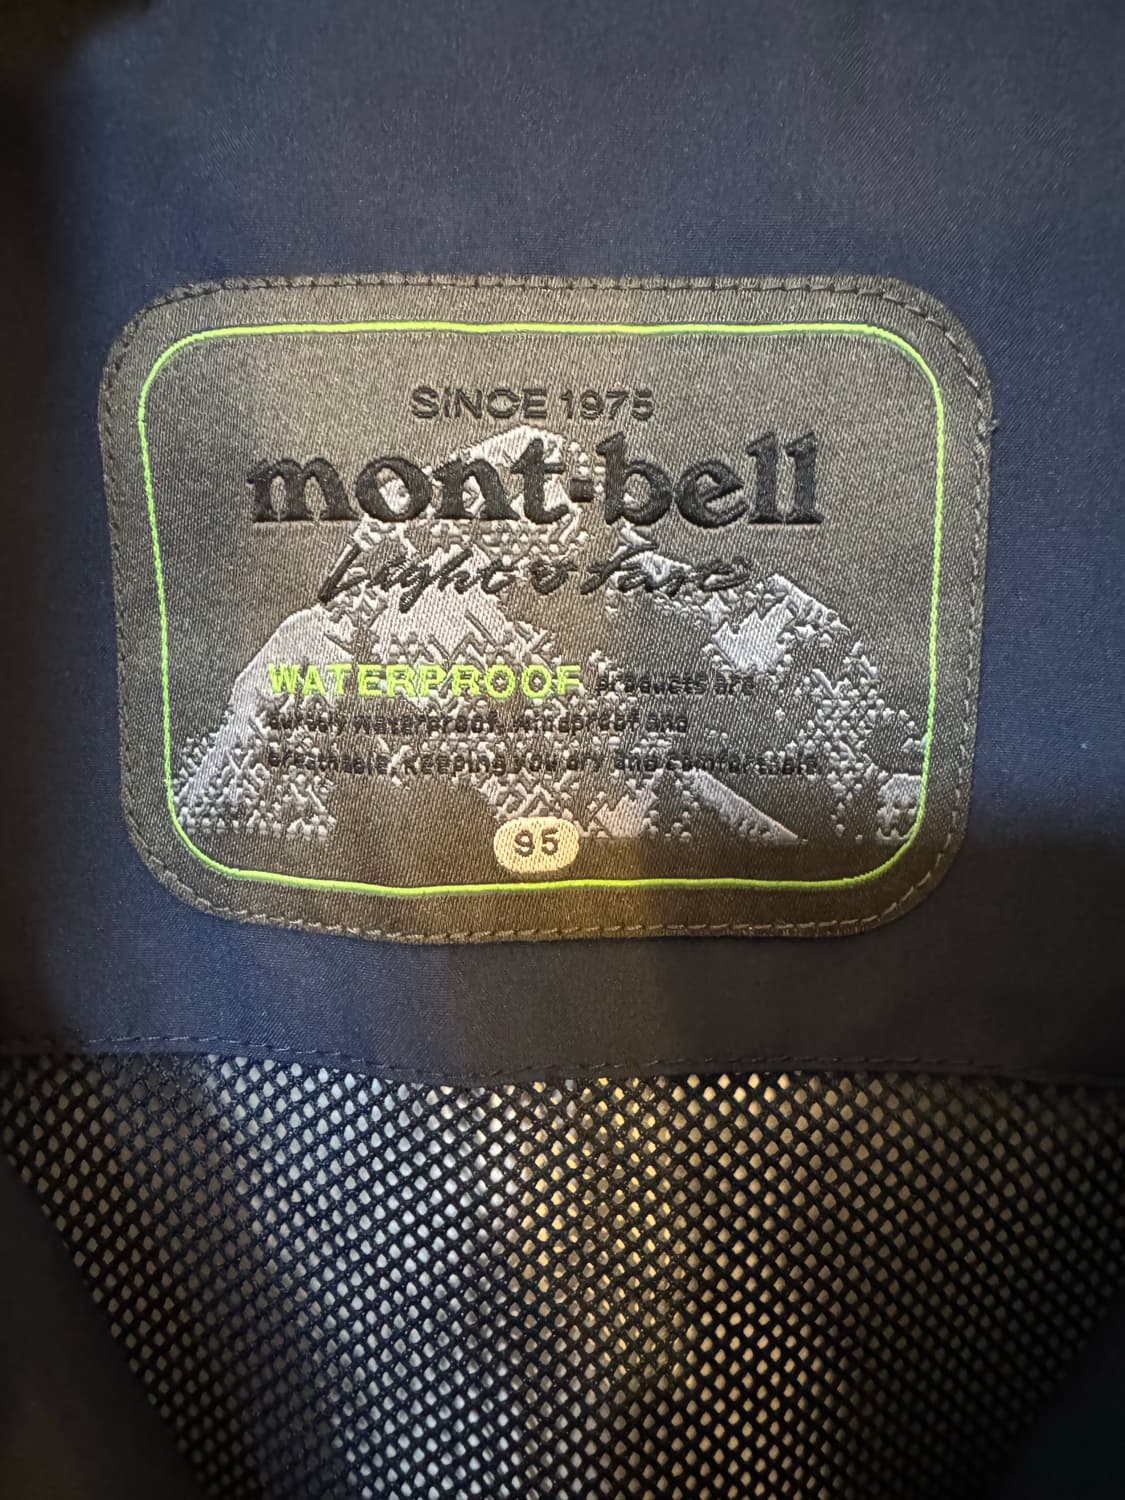 SINCE 1975
mont-bell
Light & Fast
WATERPROOF products are
durably waterproof, windproof and
breathable, keeping you dry and comfortable.
95